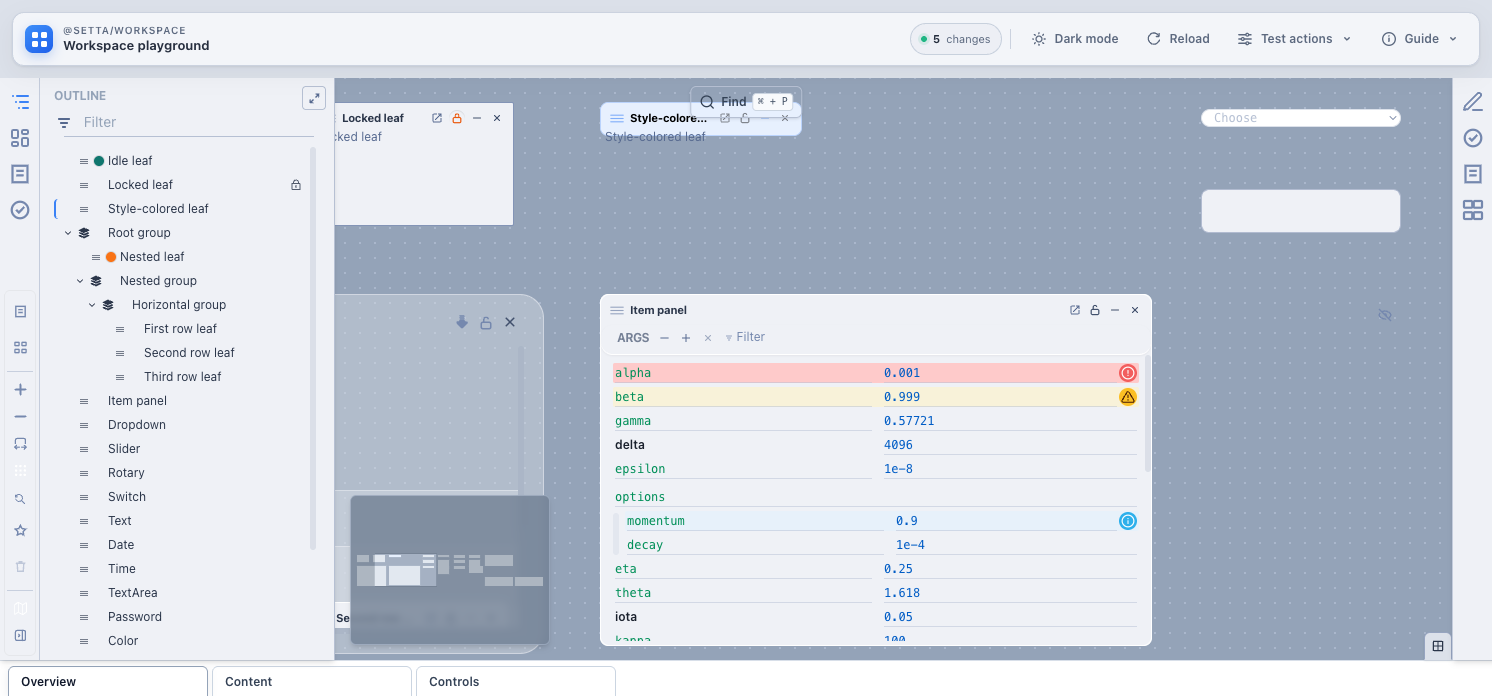 @SETTA/WORKSPACE
Workspace playground
5 changes
Dark mode
Reload
Test actions
Guide
OUTLINE
Filter
Idle leaf
Locked leaf
Style-colored leaf
Root group
Nested leaf
Nested group
Horizontal group
First row leaf
Second row leaf
Third row leaf
Item panel
Dropdown
Slider
Rotary
Switch
Text
Date
Time
TextArea
Password
Color
Locked leaf
cked leaf
Find ⌘ + P
Style-colore...
Style-colored leaf
Choose
Item panel
ARGS
Filter
alpha 0.001
beta 0.999
gamma 0.57721
delta 4096
epsilon 1e-8
options
momentum 0.9
decay 1e-4
eta 0.25
theta 1.618
iota 0.05
kappa 100
Se
Overview
Content
Controls